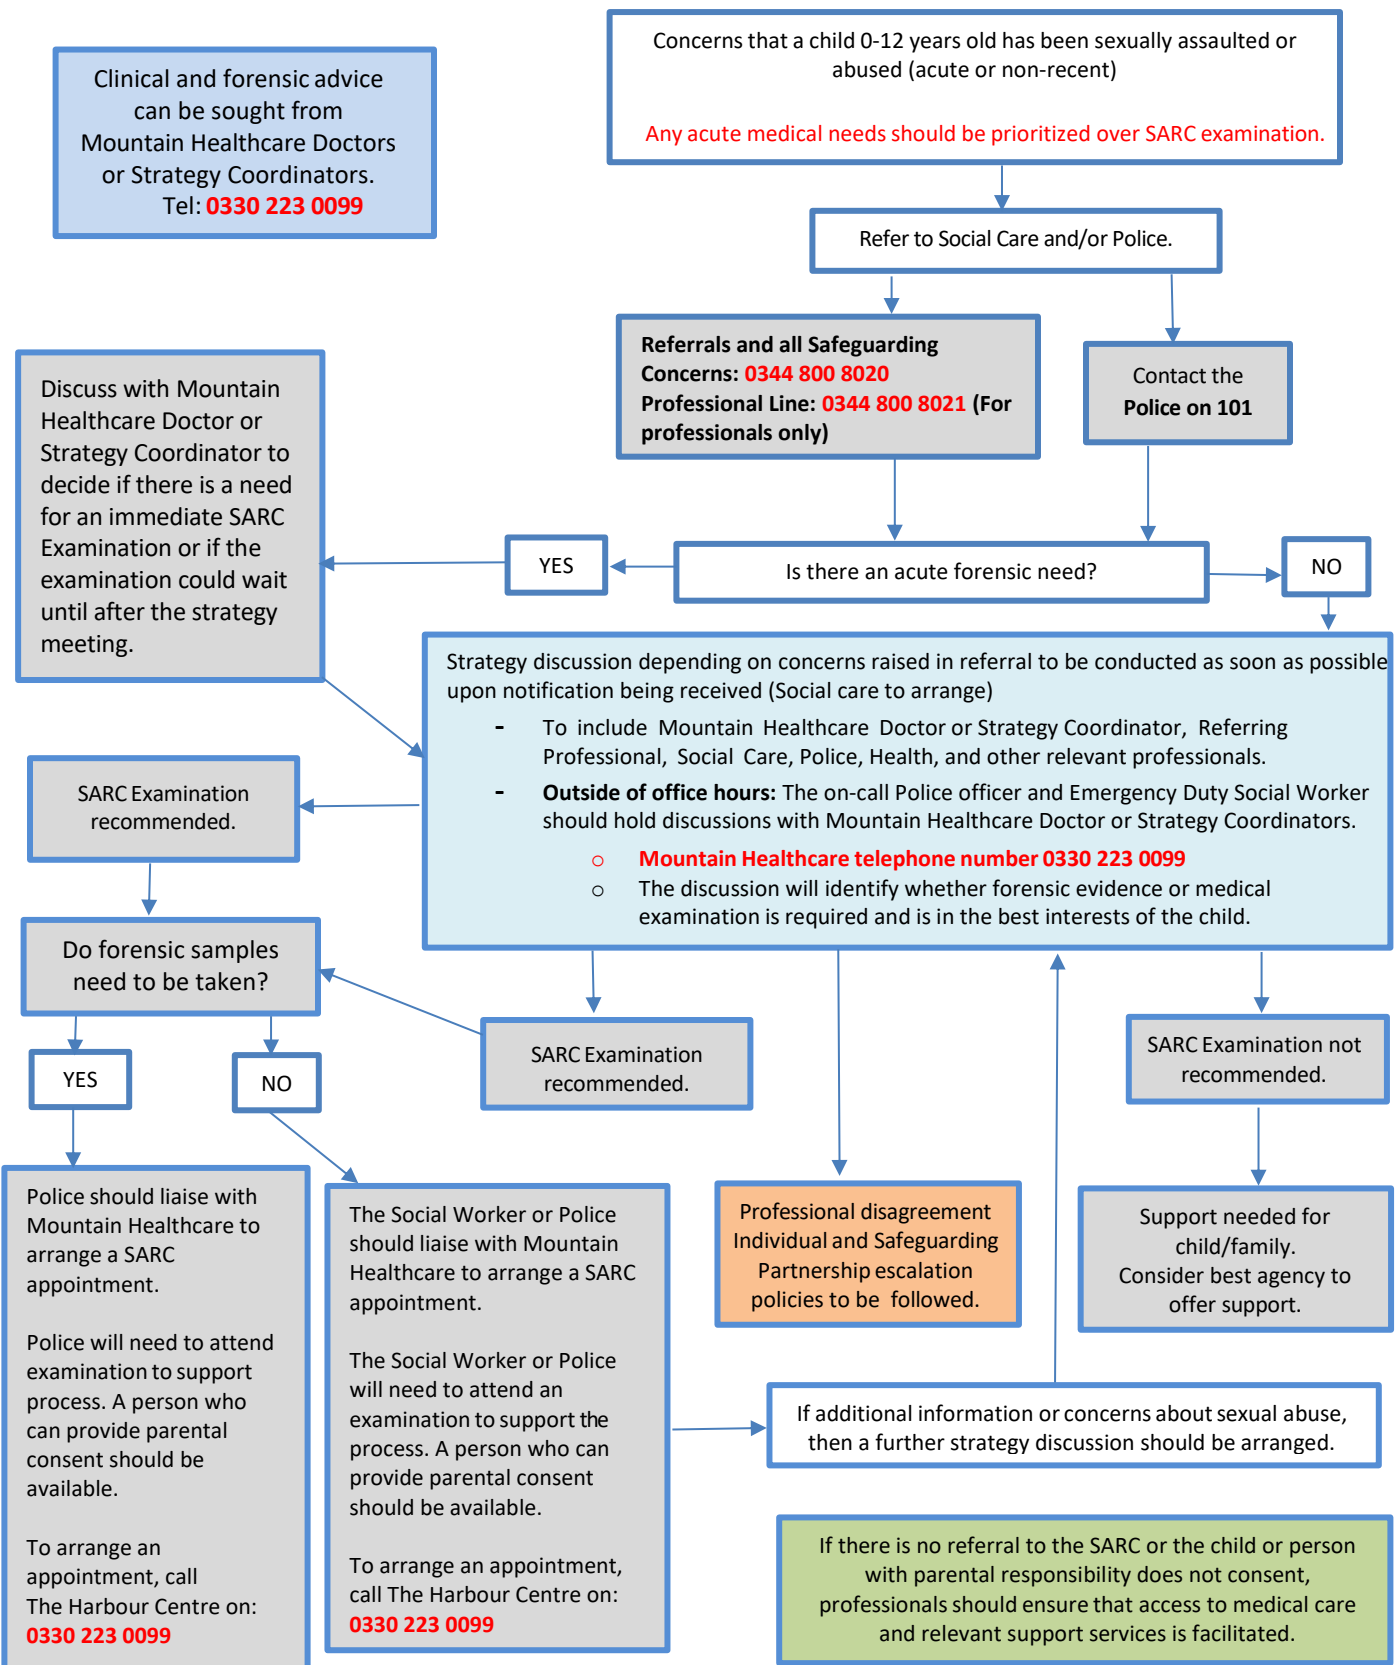 Concerns that a child 0-12 years old has been sexually assaulted or
abused (acute or non-recent)
Any acute medical needs should be prioritized over SARC examination.
Clinical and forensic advice
can be sought from
Mountain Healthcare Doctors
or Strategy Coordinators.
Tel: 0330 223 0099
Refer to Social Care and/or Police.
Referrals and all Safeguarding
Concerns: 0344 800 8020
Professional Line: 0344 800 8021 (For
professionals only)
Contact the
Police on 101
Discuss with Mountain
Healthcare Doctor or
Strategy Coordinator to
decide if there is a need
for an immediate SARC
Examination or if the
examination could wait
until after the strategy
meeting.
YES
Is there an acute forensic need?
NO
Strategy discussion depending on concerns raised in referral to be conducted as soon as possible
upon notification being received (Social care to arrange)
- To include Mountain Healthcare Doctor or Strategy Coordinator, Referring
Professional, Social Care, Police, Health, and other relevant professionals.
- Outside of office hours: The on-call Police officer and Emergency Duty Social Worker
should hold discussions with Mountain Healthcare Doctor or Strategy Coordinators.
o Mountain Healthcare telephone number 0330 223 0099
o The discussion will identify whether forensic evidence or medical
examination is required and is in the best interests of the child.
SARC Examination
recommended.
Do forensic samples
need to be taken?
YES
NO
SARC Examination
recommended.
SARC Examination not
recommended.
Police should liaise with
Mountain Healthcare to
arrange a SARC
appointment.
Police will need to attend
examination to support
process. A person who
can provide parental
consent should be
available.
To arrange an
appointment, call
The Harbour Centre on:
0330 223 0099
The Social Worker or Police
should liaise with Mountain
Healthcare to arrange a SARC
appointment.
The Social Worker or Police
will need to attend an
examination to support the
process. A person who can
provide parental consent
should be available.
To arrange an appointment,
call The Harbour Centre on:
0330 223 0099
Professional disagreement
Individual and Safeguarding
Partnership escalation
policies to be followed.
Support needed for
child/family.
Consider best agency to
offer support.
If additional information or concerns about sexual abuse,
then a further strategy discussion should be arranged.
If there is no referral to the SARC or the child or person
with parental responsibility does not consent,
professionals should ensure that access to medical care
and relevant support services is facilitated.